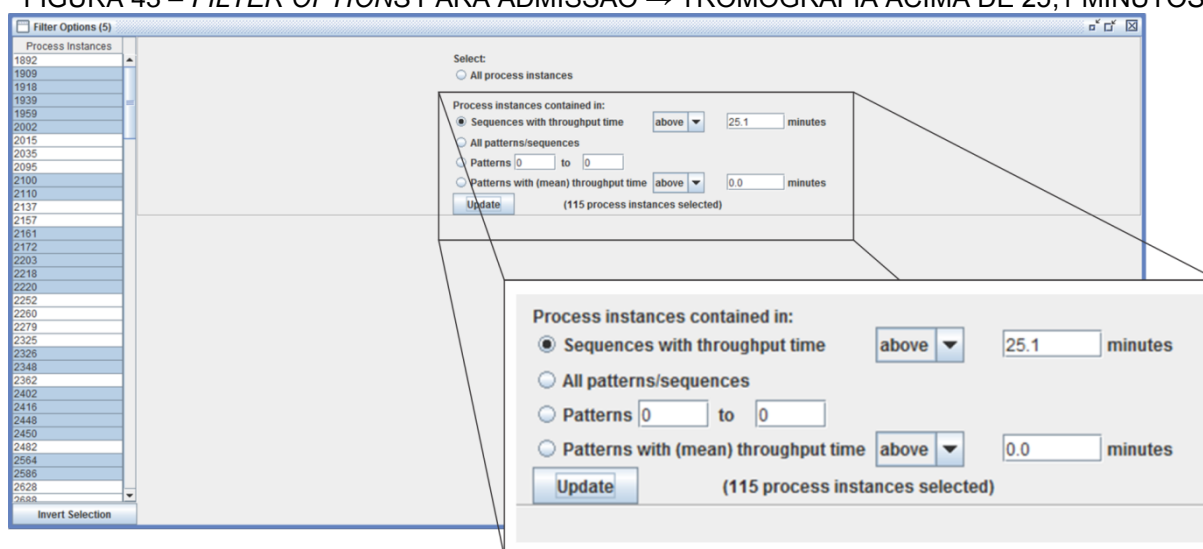 FIGURA 43 – FILTER OPTIONS PARA ADMISSÃO → TROMOGRAFIA ACIMA DE 25,1 MINUTOS
Filter Options (5)
Process Instances
1892
1909
1918
1939
1959
2002
2015
2035
2095
2100
2110
2137
2157
2161
2172
2203
2218
2220
2252
2260
2279
2325
2326
2348
2362
2402
2416
2448
2450
2482
2564
2586
2628
2688
Invert Selection
Select:
All process instances
Process instances contained in:
Sequences with throughput time above 25.1 minutes
All patterns/sequences
Patterns 0 to 0
Patterns with (mean) throughput time above 0.0 minutes
Update (115 process instances selected)
Process instances contained in:
Sequences with throughput time above 25.1 minutes
All patterns/sequences
Patterns 0 to 0
Patterns with (mean) throughput time above 0.0 minutes
Update (115 process instances selected)